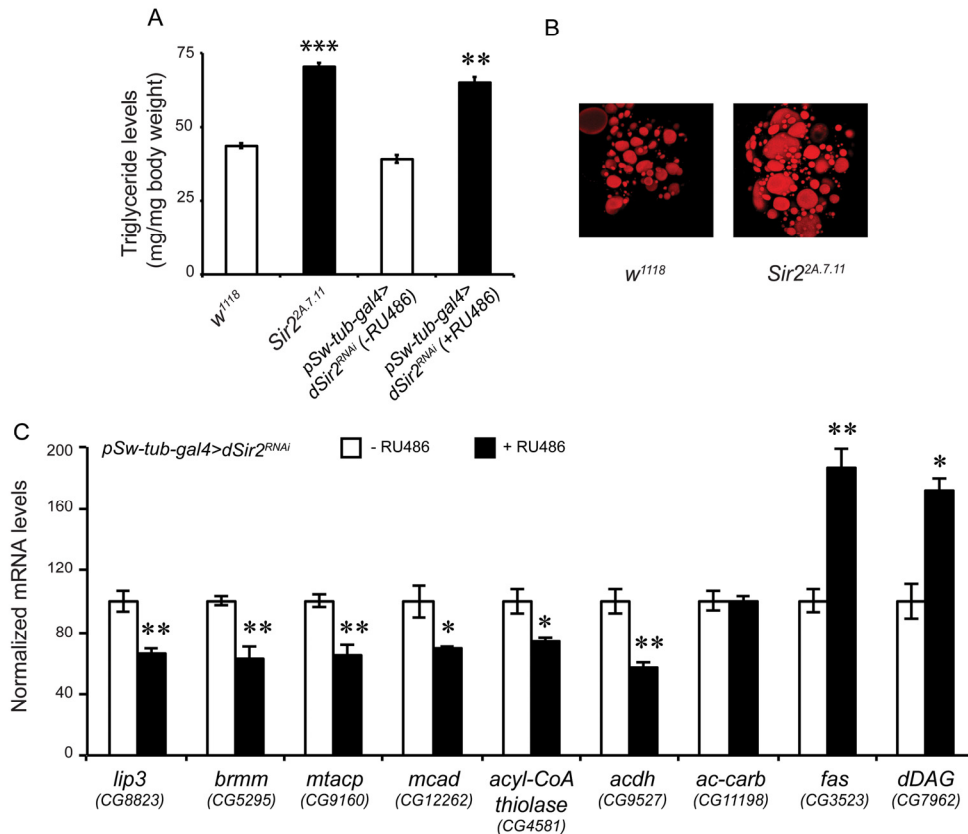 A
Triglyceride levels
(mg/mg body weight)
75
50
25
0
***
**
w1118
Sir22A.7.11
pSw-tub-gal4>
dSir2RNAi (-RU486)
pSw-tub-gal4>
dSir2RNAi (+RU486)
B
w1118
Sir22A.7.11
C
pSw-tub-gal4>dSir2RNAi
- RU486
+ RU486
Normalized mRNA levels
200
160
120
80
40
0
**
**
**
*
*
**
**
*
lip3
(CG8823)
brmm
(CG5295)
mtacp
(CG9160)
mcad
(CG12262)
acyl-CoA
thiolase
(CG4581)
acdh
(CG9527)
ac-carb
(CG11198)
fas
(CG3523)
dDAG
(CG7962)